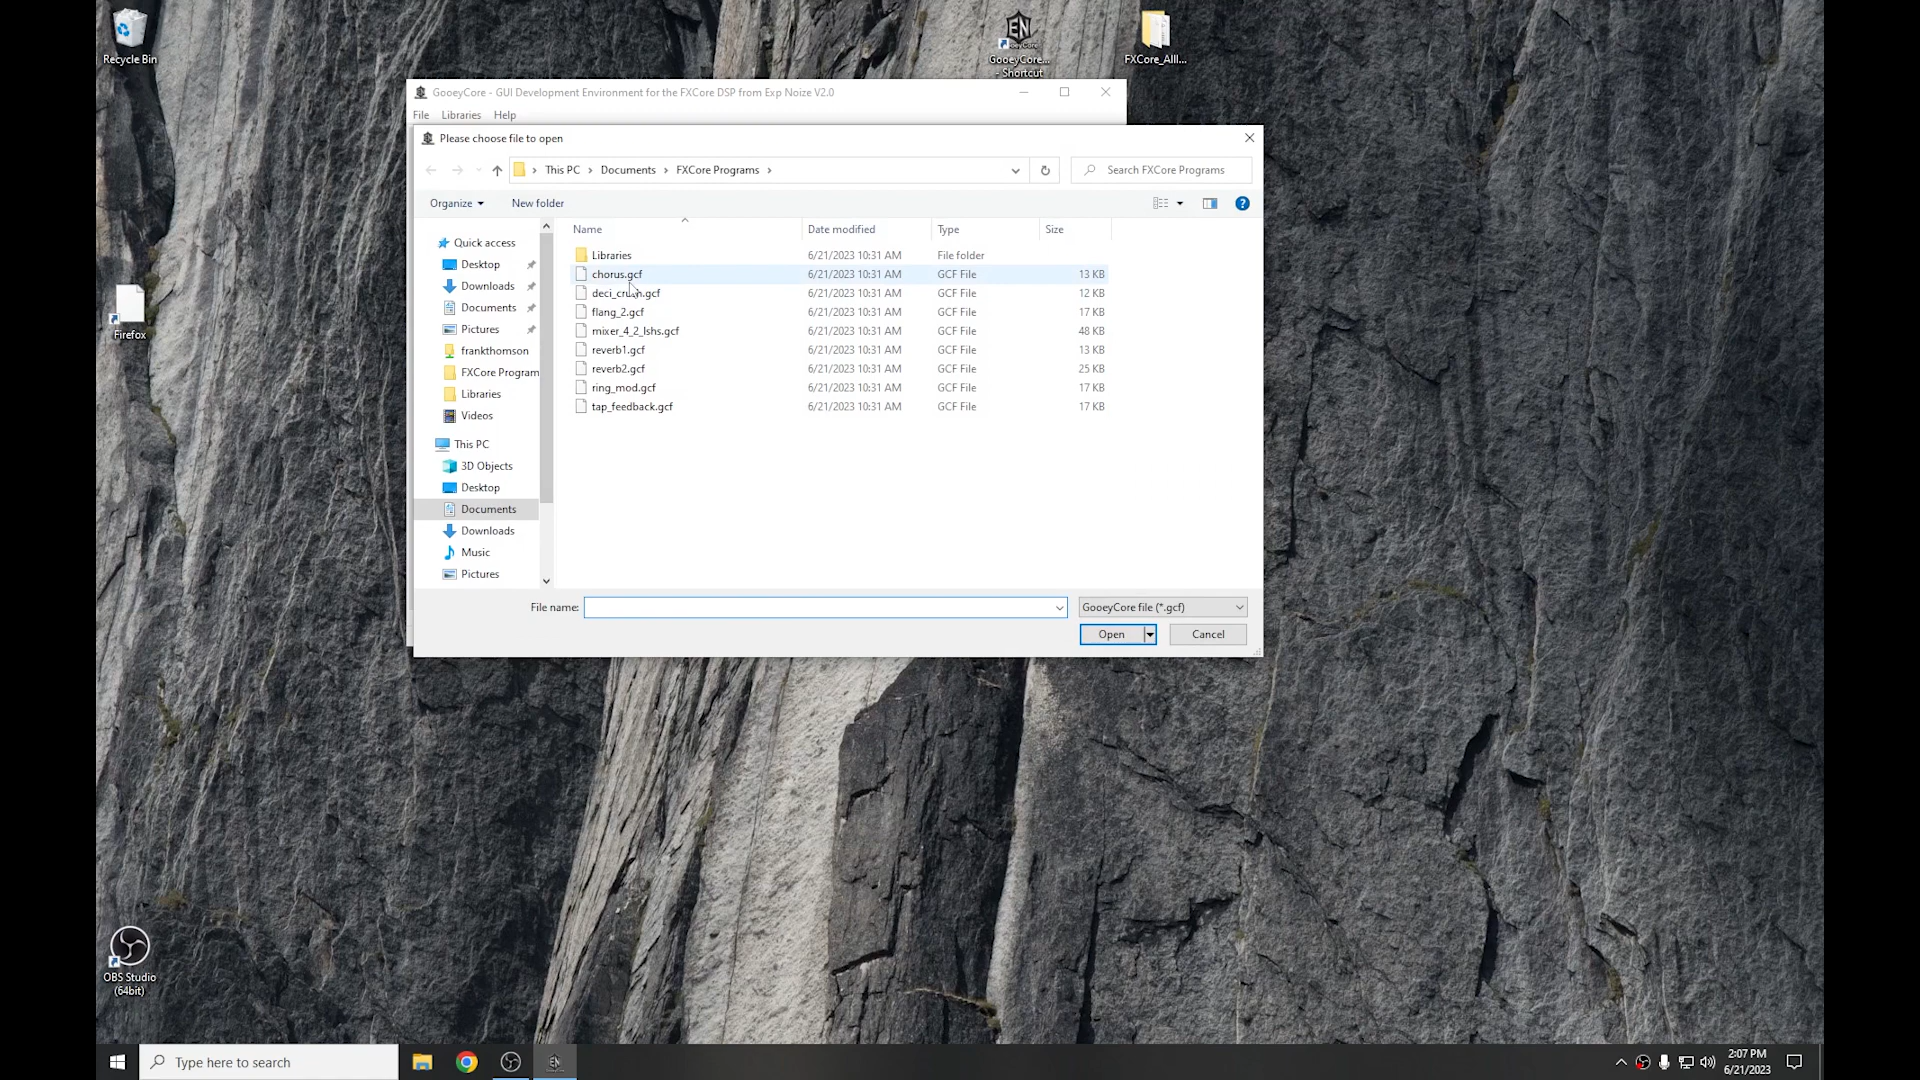 Recycle Bin
EN
GooeyCore...
- Shortcut
FXCore_Alll...
GooeyCore - GUI Development Environment for the FXCore DSP from Exp Noize V2.0
File Libraries Help
Please choose file to open
This PC > Documents > FXCore Programs >
Search FXCore Programs
Organize New folder
Name Date modified Type Size
Quick access
Desktop
Downloads
Documents
Pictures
frankthomson
FXCore Program
Libraries
Videos
This PC
3D Objects
Desktop
Documents
Downloads
Music
Pictures
Libraries 6/21/2023 10:31 AM File folder
chorus.gcf 6/21/2023 10:31 AM GCF File 13 KB
deci_crush.gcf 6/21/2023 10:31 AM GCF File 12 KB
flang_2.gcf 6/21/2023 10:31 AM GCF File 17 KB
mixer_4_2_lshs.gcf 6/21/2023 10:31 AM GCF File 48 KB
reverb1.gcf 6/21/2023 10:31 AM GCF File 13 KB
reverb2.gcf 6/21/2023 10:31 AM GCF File 25 KB
ring_mod.gcf 6/21/2023 10:31 AM GCF File 17 KB
tap_feedback.gcf 6/21/2023 10:31 AM GCF File 17 KB
File name:
GooeyCore file (*.gcf)
Open Cancel
Firefox
OBS Studio
(64bit)
Type here to search
2:07 PM
6/21/2023